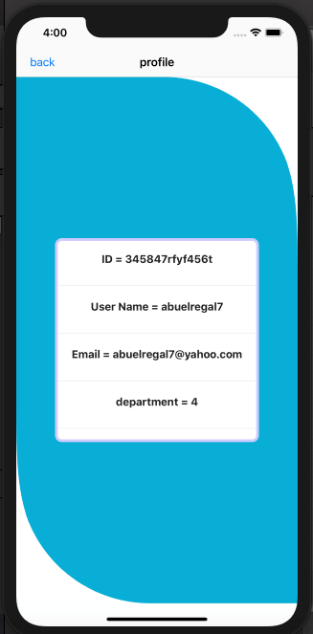 4:00
back profile
ID = 345847rfyf456t
User Name = abuelregal7
Email = abuelregal7@yahoo.com
department = 4